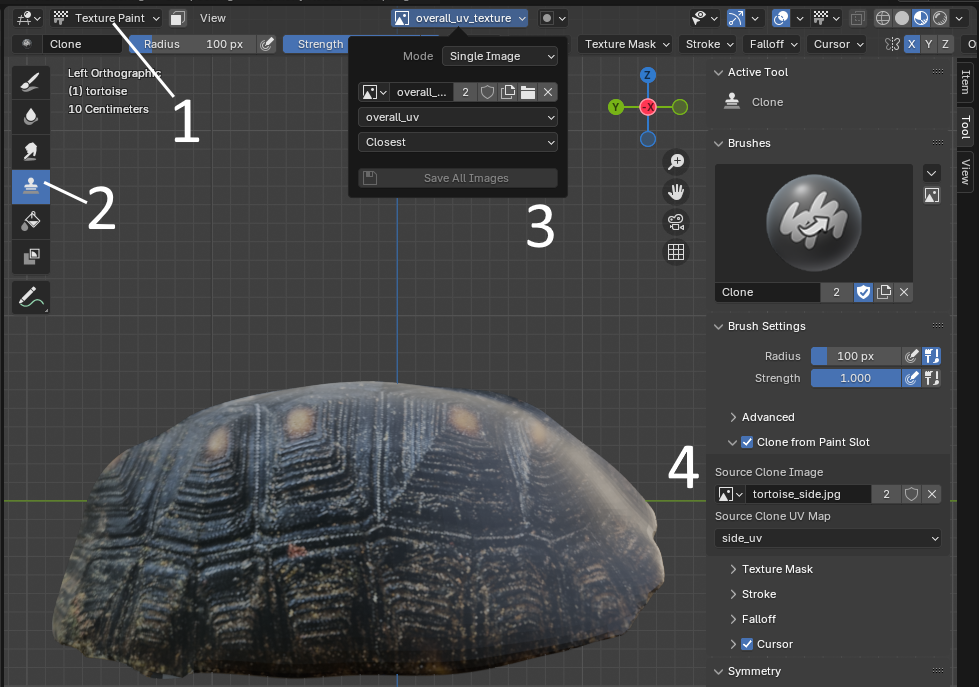 Texture Paint View overall_uv_texture
Clone Radius 100 px Strength Texture Mask Stroke Falloff Cursor X Y Z
Left Orthographic
(1) tortoise
10 Centimeters
1
2
Mode Single Image
overall_... 2
overall_uv
Closest
Save All Images
3
Z
Y -X
4
Active Tool
Clone
Brushes
Clone 2
Brush Settings
Radius 100 px
Strength 1.000
Advanced
Clone from Paint Slot
Source Clone Image
tortoise_side.jpg 2
Source Clone UV Map
side_uv
Texture Mask
Stroke
Falloff
Cursor
Symmetry
Item
Tool
View